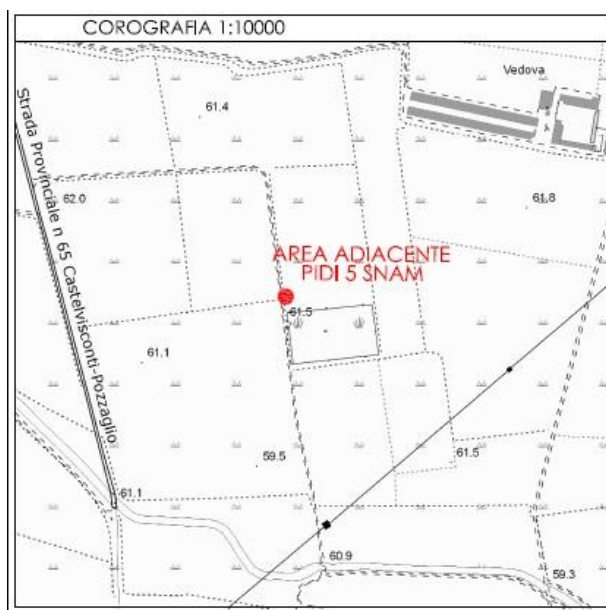 COROGRAFIA 1:10000
Vedova
61.4
Strada Provinciale n 65 Castelvisconti-Pozzaglio
62.0
61.8
AREA ADIACENTE
PIDI 5 SNAM
61.5
61.1
61.5
59.5
61.1
60.9
59.3